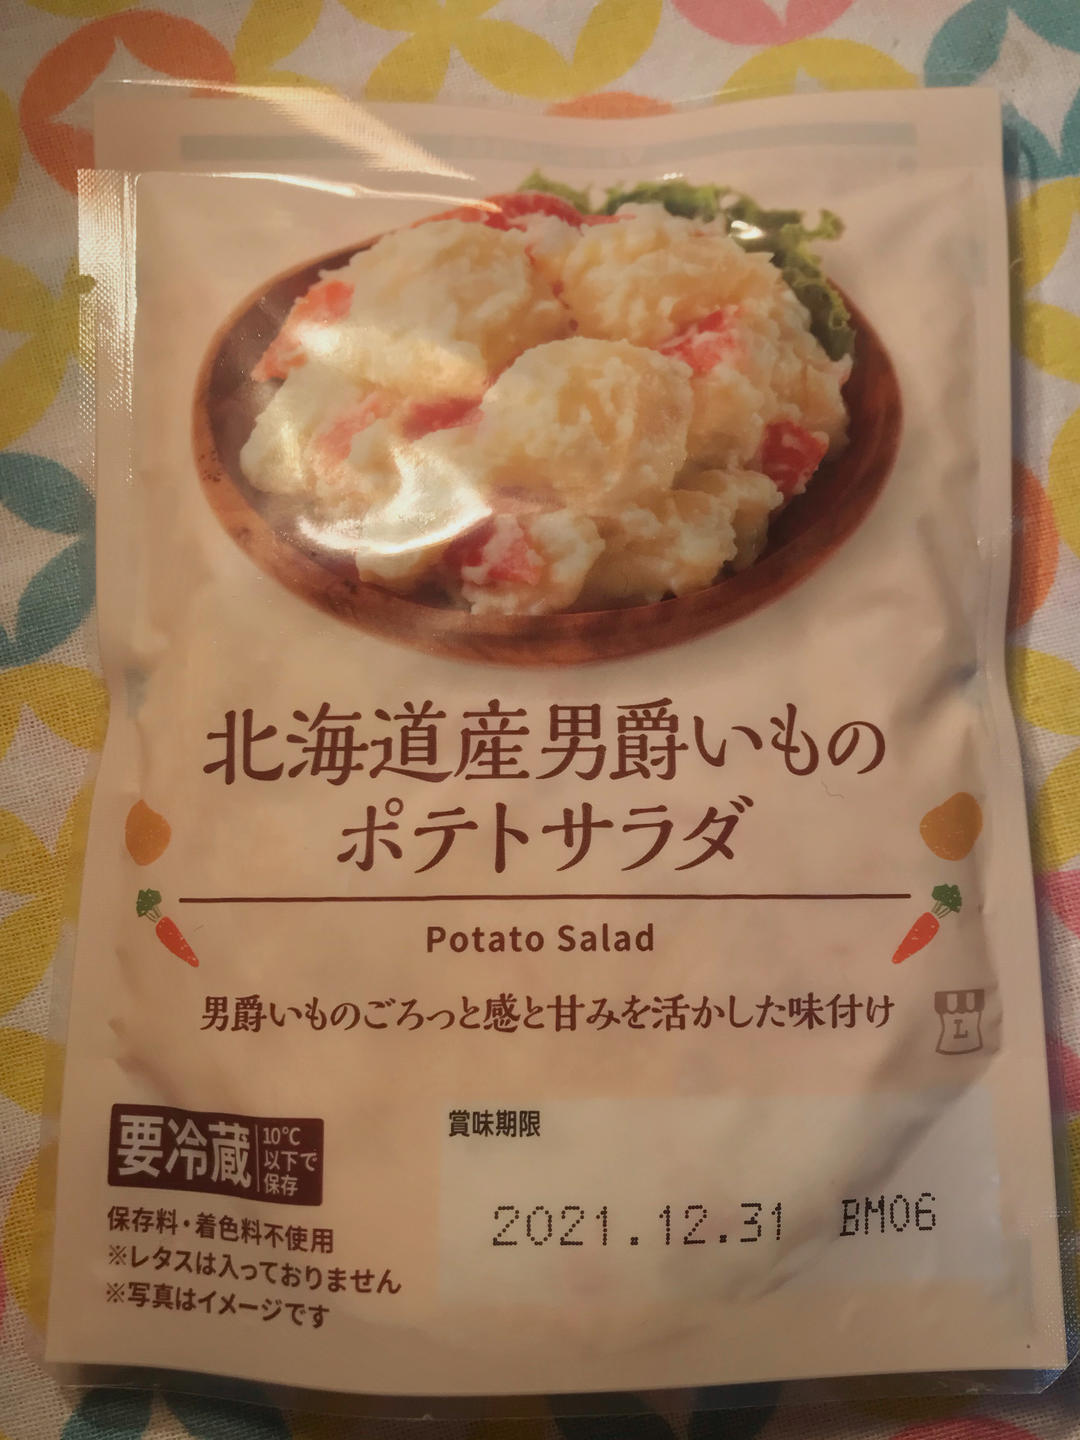 北海道産男爵いもの
ポテトサラダ
Potato Salad
男爵いものごろっと感と甘みを活かした味付け
L
要冷蔵 10℃以下で保存
賞味期限
2021.12.31 BM06
保存料・着色料不使用
※レタスは入っておりません
※写真はイメージです